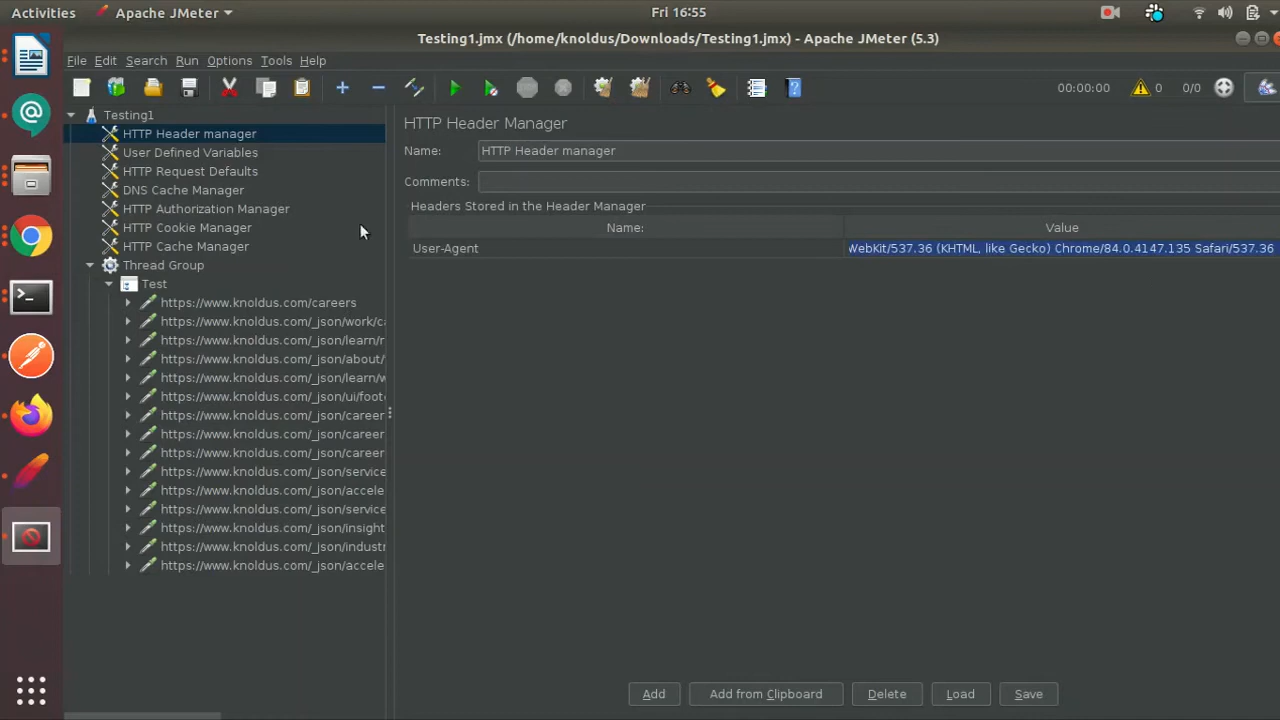 Activities
Apache JMeter
Fri 16:55
Testing1.jmx (/home/knoldus/Downloads/Testing1.jmx) - Apache JMeter (5.3)
File Edit Search Run Options Tools Help
00:00:00 0 0/0
Testing1
HTTP Header manager
User Defined Variables
HTTP Request Defaults
DNS Cache Manager
HTTP Authorization Manager
HTTP Cookie Manager
HTTP Cache Manager
Thread Group
Test
https://www.knoldus.com/careers
https://www.knoldus.com/_json/work/ca
https://www.knoldus.com/_json/learn/r
https://www.knoldus.com/_json/about/
https://www.knoldus.com/_json/learn/w
https://www.knoldus.com/_json/ui/foote
https://www.knoldus.com/_json/career
https://www.knoldus.com/_json/career
https://www.knoldus.com/_json/career
https://www.knoldus.com/_json/service
https://www.knoldus.com/_json/accele
https://www.knoldus.com/_json/service
https://www.knoldus.com/_json/insight
https://www.knoldus.com/_json/industr
https://www.knoldus.com/_json/accele
HTTP Header Manager
Name: HTTP Header manager
Comments:
Headers Stored in the Header Manager
Name: Value
User-Agent WebKit/537.36 (KHTML, like Gecko) Chrome/84.0.4147.135 Safari/537.36
Add Add from Clipboard Delete Load Save